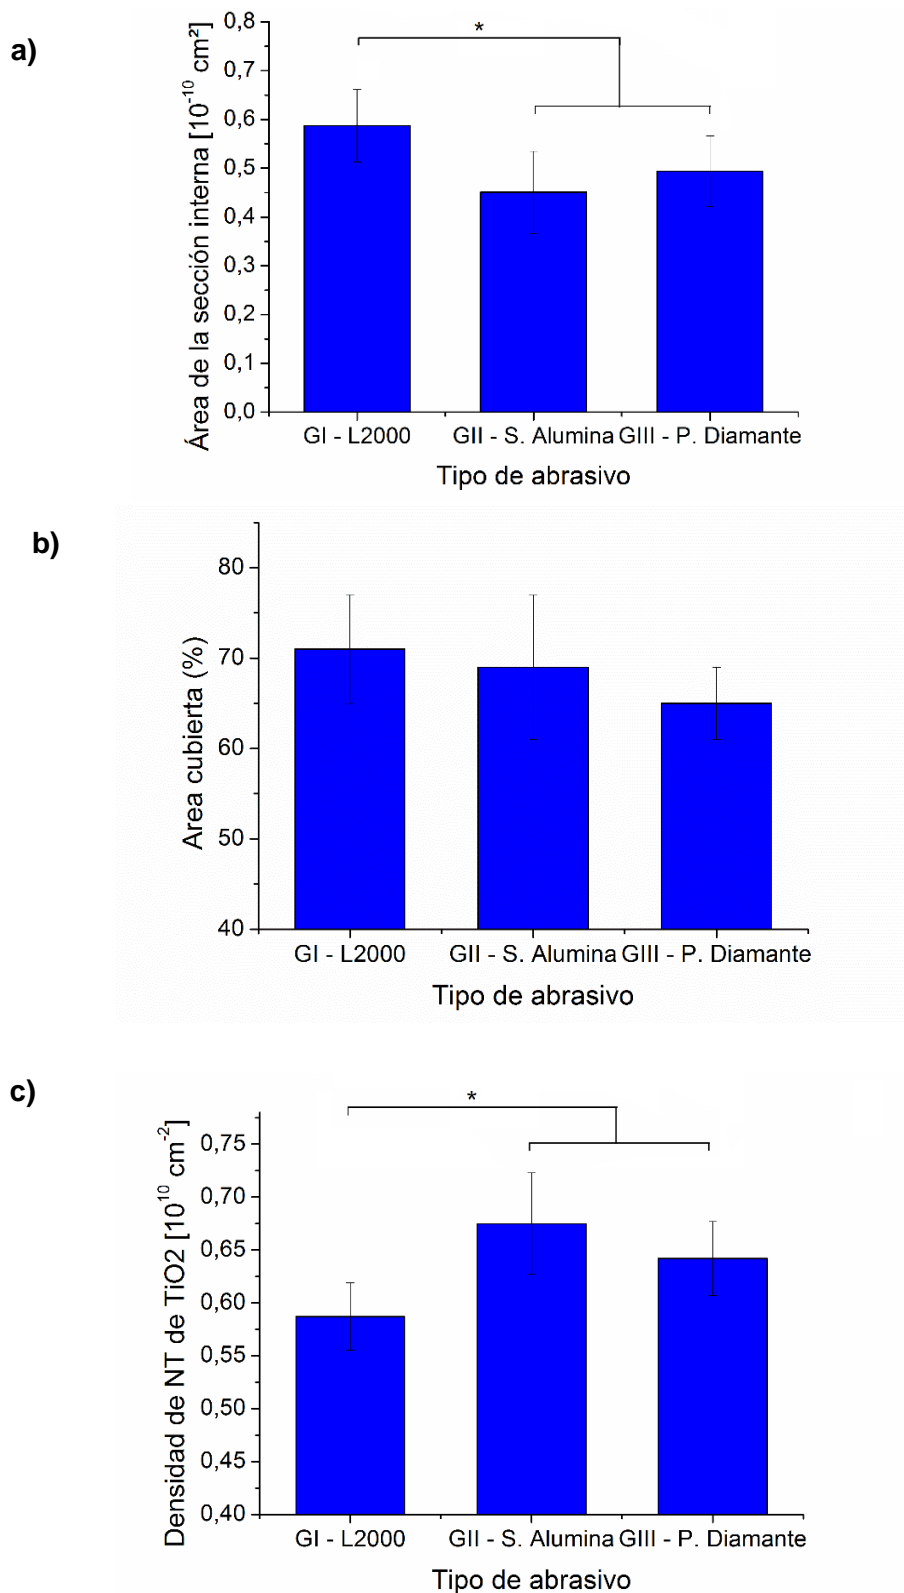 a)
*
0,8
0,7
0,6
0,5
0,4
0,3
0,2
0,1
0,0
Área de la sección interna [10⁻¹⁰ cm²]
GI - L2000 GII - S. Alumina GIII - P. Diamante
Tipo de abrasivo
b)
80
70
60
50
40
Area cubierta (%)
GI - L2000 GII - S. Alumina GIII - P. Diamante
Tipo de abrasivo
c)
*
0,75
0,70
0,65
0,60
0,55
0,50
0,45
0,40
Densidad de NT de TiO2 [10¹⁰ cm⁻²]
GI - L2000 GII - S. Alumina GIII - P. Diamante
Tipo de abrasivo